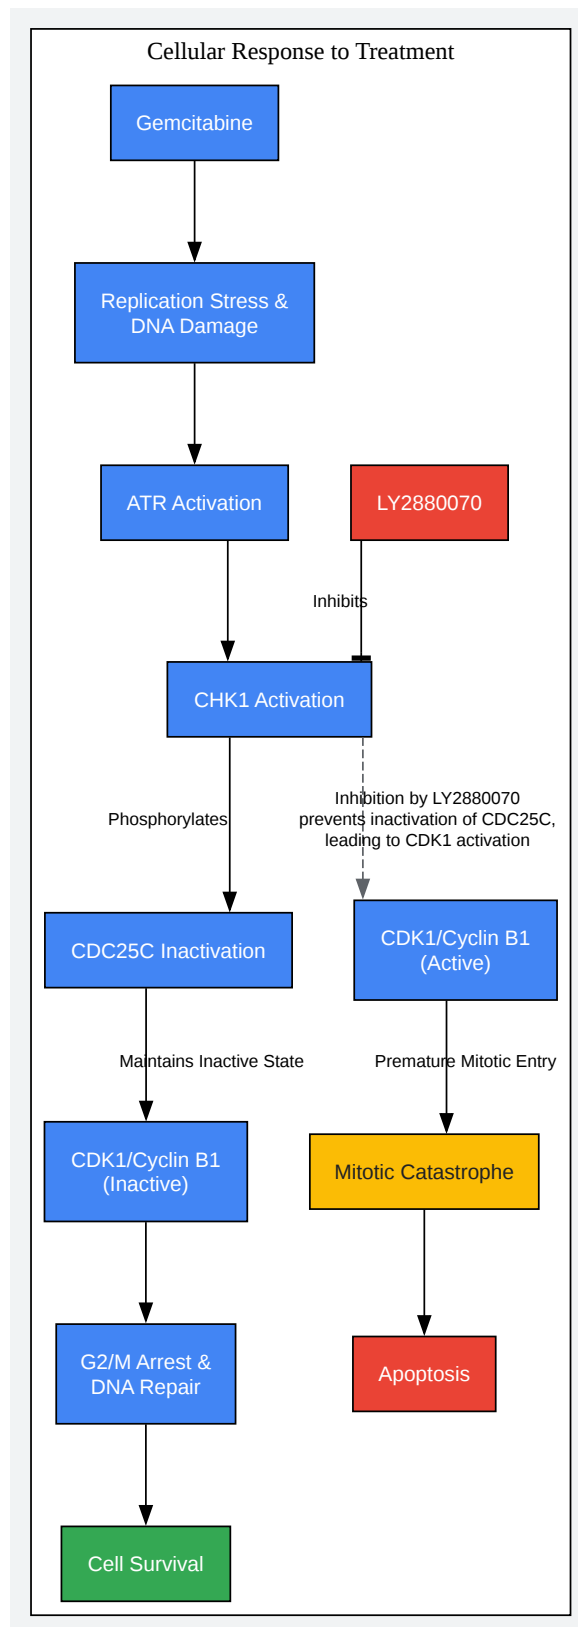 Cellular Response to Treatment
Gemcitabine
Replication Stress &
DNA Damage
ATR Activation
LY2880070
Inhibits
CHK1 Activation
Phosphorylates
Inhibition by LY2880070
prevents inactivation of CDC25C,
leading to CDK1 activation
CDC25C Inactivation
CDK1/Cyclin B1
(Active)
Maintains Inactive State
Premature Mitotic Entry
CDK1/Cyclin B1
(Inactive)
Mitotic Catastrophe
G2/M Arrest &
DNA Repair
Apoptosis
Cell Survival